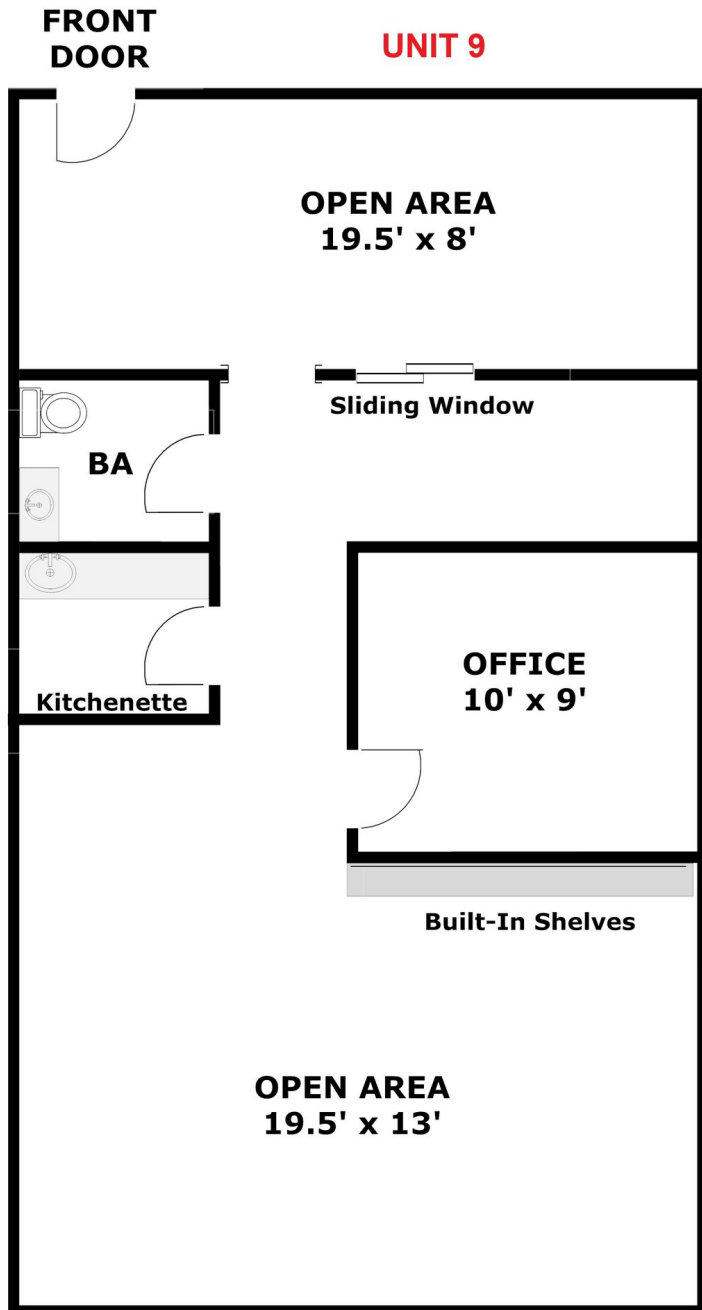 FRONT
DOOR
UNIT 9
OPEN AREA
19.5' x 8'
Sliding Window
BA
OFFICE
10' x 9'
Kitchenette
Built-In Shelves
OPEN AREA
19.5' x 13'